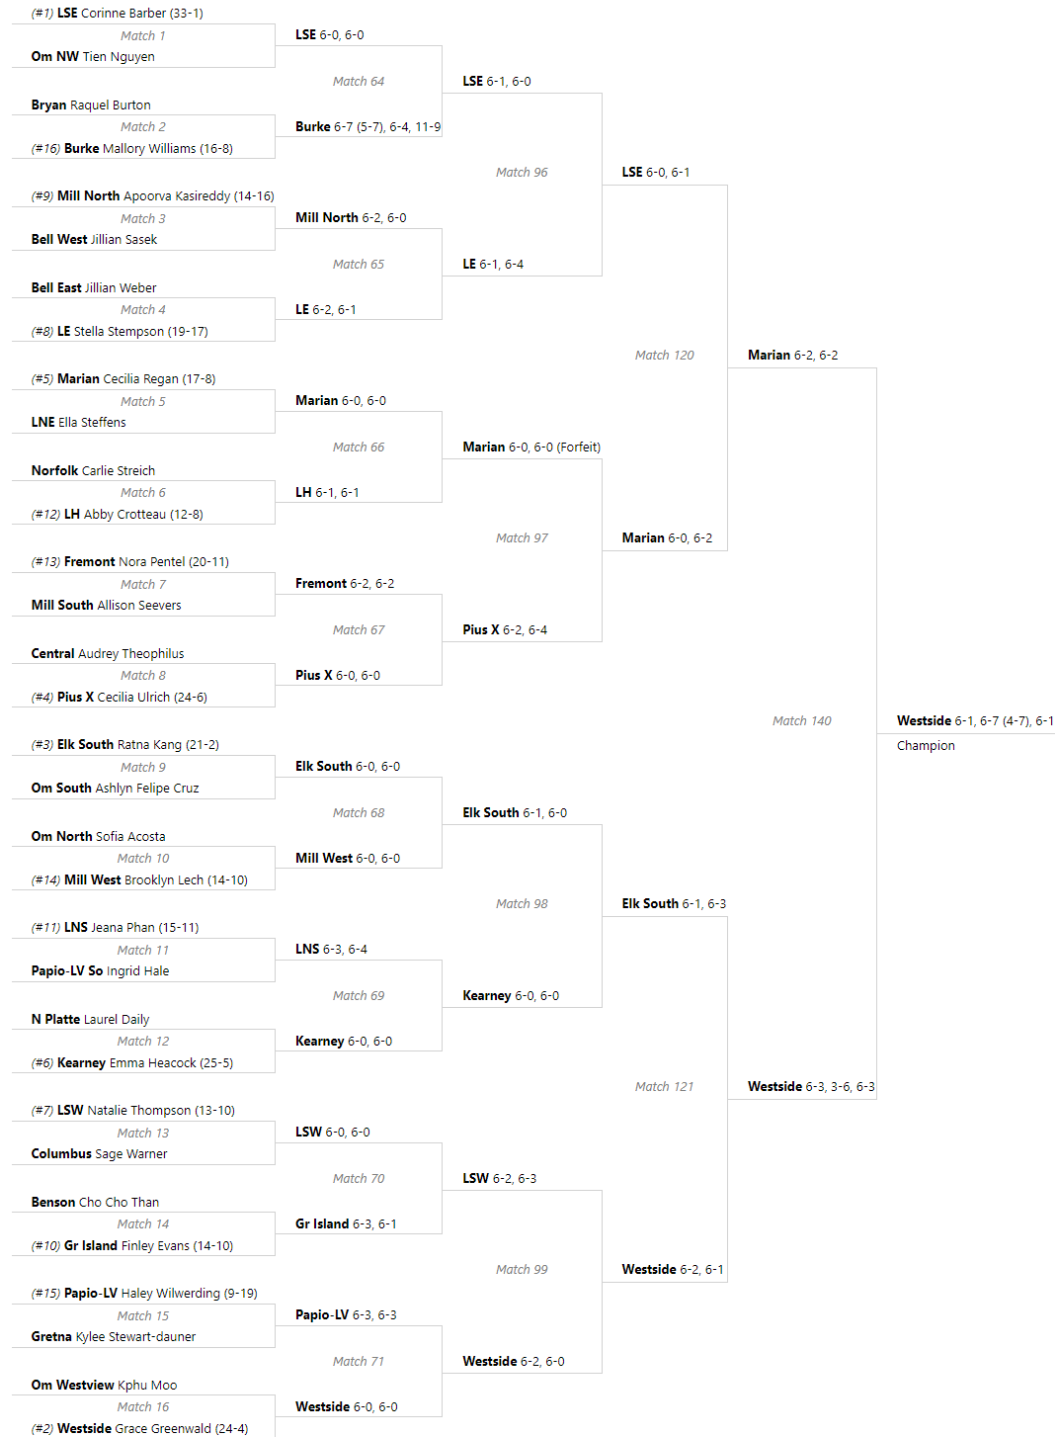 (#1) LSE Corinne Barber (33-1)
Match 1
Om NW Tien Nguyen
LSE 6-0, 6-0
Match 64
Bryan Raquel Burton
Match 2
(#16) Burke Mallory Williams (16-8)
Burke 6-7 (5-7), 6-4, 11-9
LSE 6-1, 6-0
Match 96
(#9) Mill North Apoorva Kasireddy (14-16)
Match 3
Bell West Jillian Sasek
Mill North 6-2, 6-0
Match 65
Bell East Jillian Weber
Match 4
(#8) LE Stella Stempson (19-17)
LE 6-2, 6-1
LE 6-1, 6-4
LSE 6-0, 6-1
Match 120
(#5) Marian Cecilia Regan (17-8)
Match 5
LNE Ella Steffens
Marian 6-0, 6-0
Match 66
Norfolk Carlie Streich
Match 6
(#12) LH Abby Crotteau (12-8)
LH 6-1, 6-1
Marian 6-0, 6-0 (Forfeit)
Match 97
(#13) Fremont Nora Pentel (20-11)
Match 7
Mill South Allison Seevers
Fremont 6-2, 6-2
Match 67
Central Audrey Theophilus
Match 8
(#4) Pius X Cecilia Ulrich (24-6)
Pius X 6-0, 6-0
Pius X 6-2, 6-4
Marian 6-0, 6-2
Marian 6-2, 6-2
Match 140
(#3) Elk South Ratna Kang (21-2)
Match 9
Om South Ashlyn Felipe Cruz
Elk South 6-0, 6-0
Match 68
Om North Sofia Acosta
Match 10
(#14) Mill West Brooklyn Lech (14-10)
Mill West 6-0, 6-0
Elk South 6-1, 6-0
Match 98
(#11) LNS Jeana Phan (15-11)
Match 11
Papio-LV So Ingrid Hale
LNS 6-3, 6-4
Match 69
N Platte Laurel Daily
Match 12
(#6) Kearney Emma Heacock (25-5)
Kearney 6-0, 6-0
Kearney 6-0, 6-0
Elk South 6-1, 6-3
Match 121
(#7) LSW Natalie Thompson (13-10)
Match 13
Columbus Sage Warner
LSW 6-0, 6-0
Match 70
Benson Cho Cho Than
Match 14
(#10) Gr Island Finley Evans (14-10)
Gr Island 6-3, 6-1
LSW 6-2, 6-3
Match 99
(#15) Papio-LV Haley Wilwerding (9-19)
Match 15
Gretna Kylee Stewart-dauner
Papio-LV 6-3, 6-3
Match 71
Om Westview Kphu Moo
Match 16
(#2) Westside Grace Greenwald (24-4)
Westside 6-0, 6-0
Westside 6-2, 6-0
Westside 6-2, 6-1
Westside 6-3, 3-6, 6-3
Westside 6-1, 6-7 (4-7), 6-1
Champion